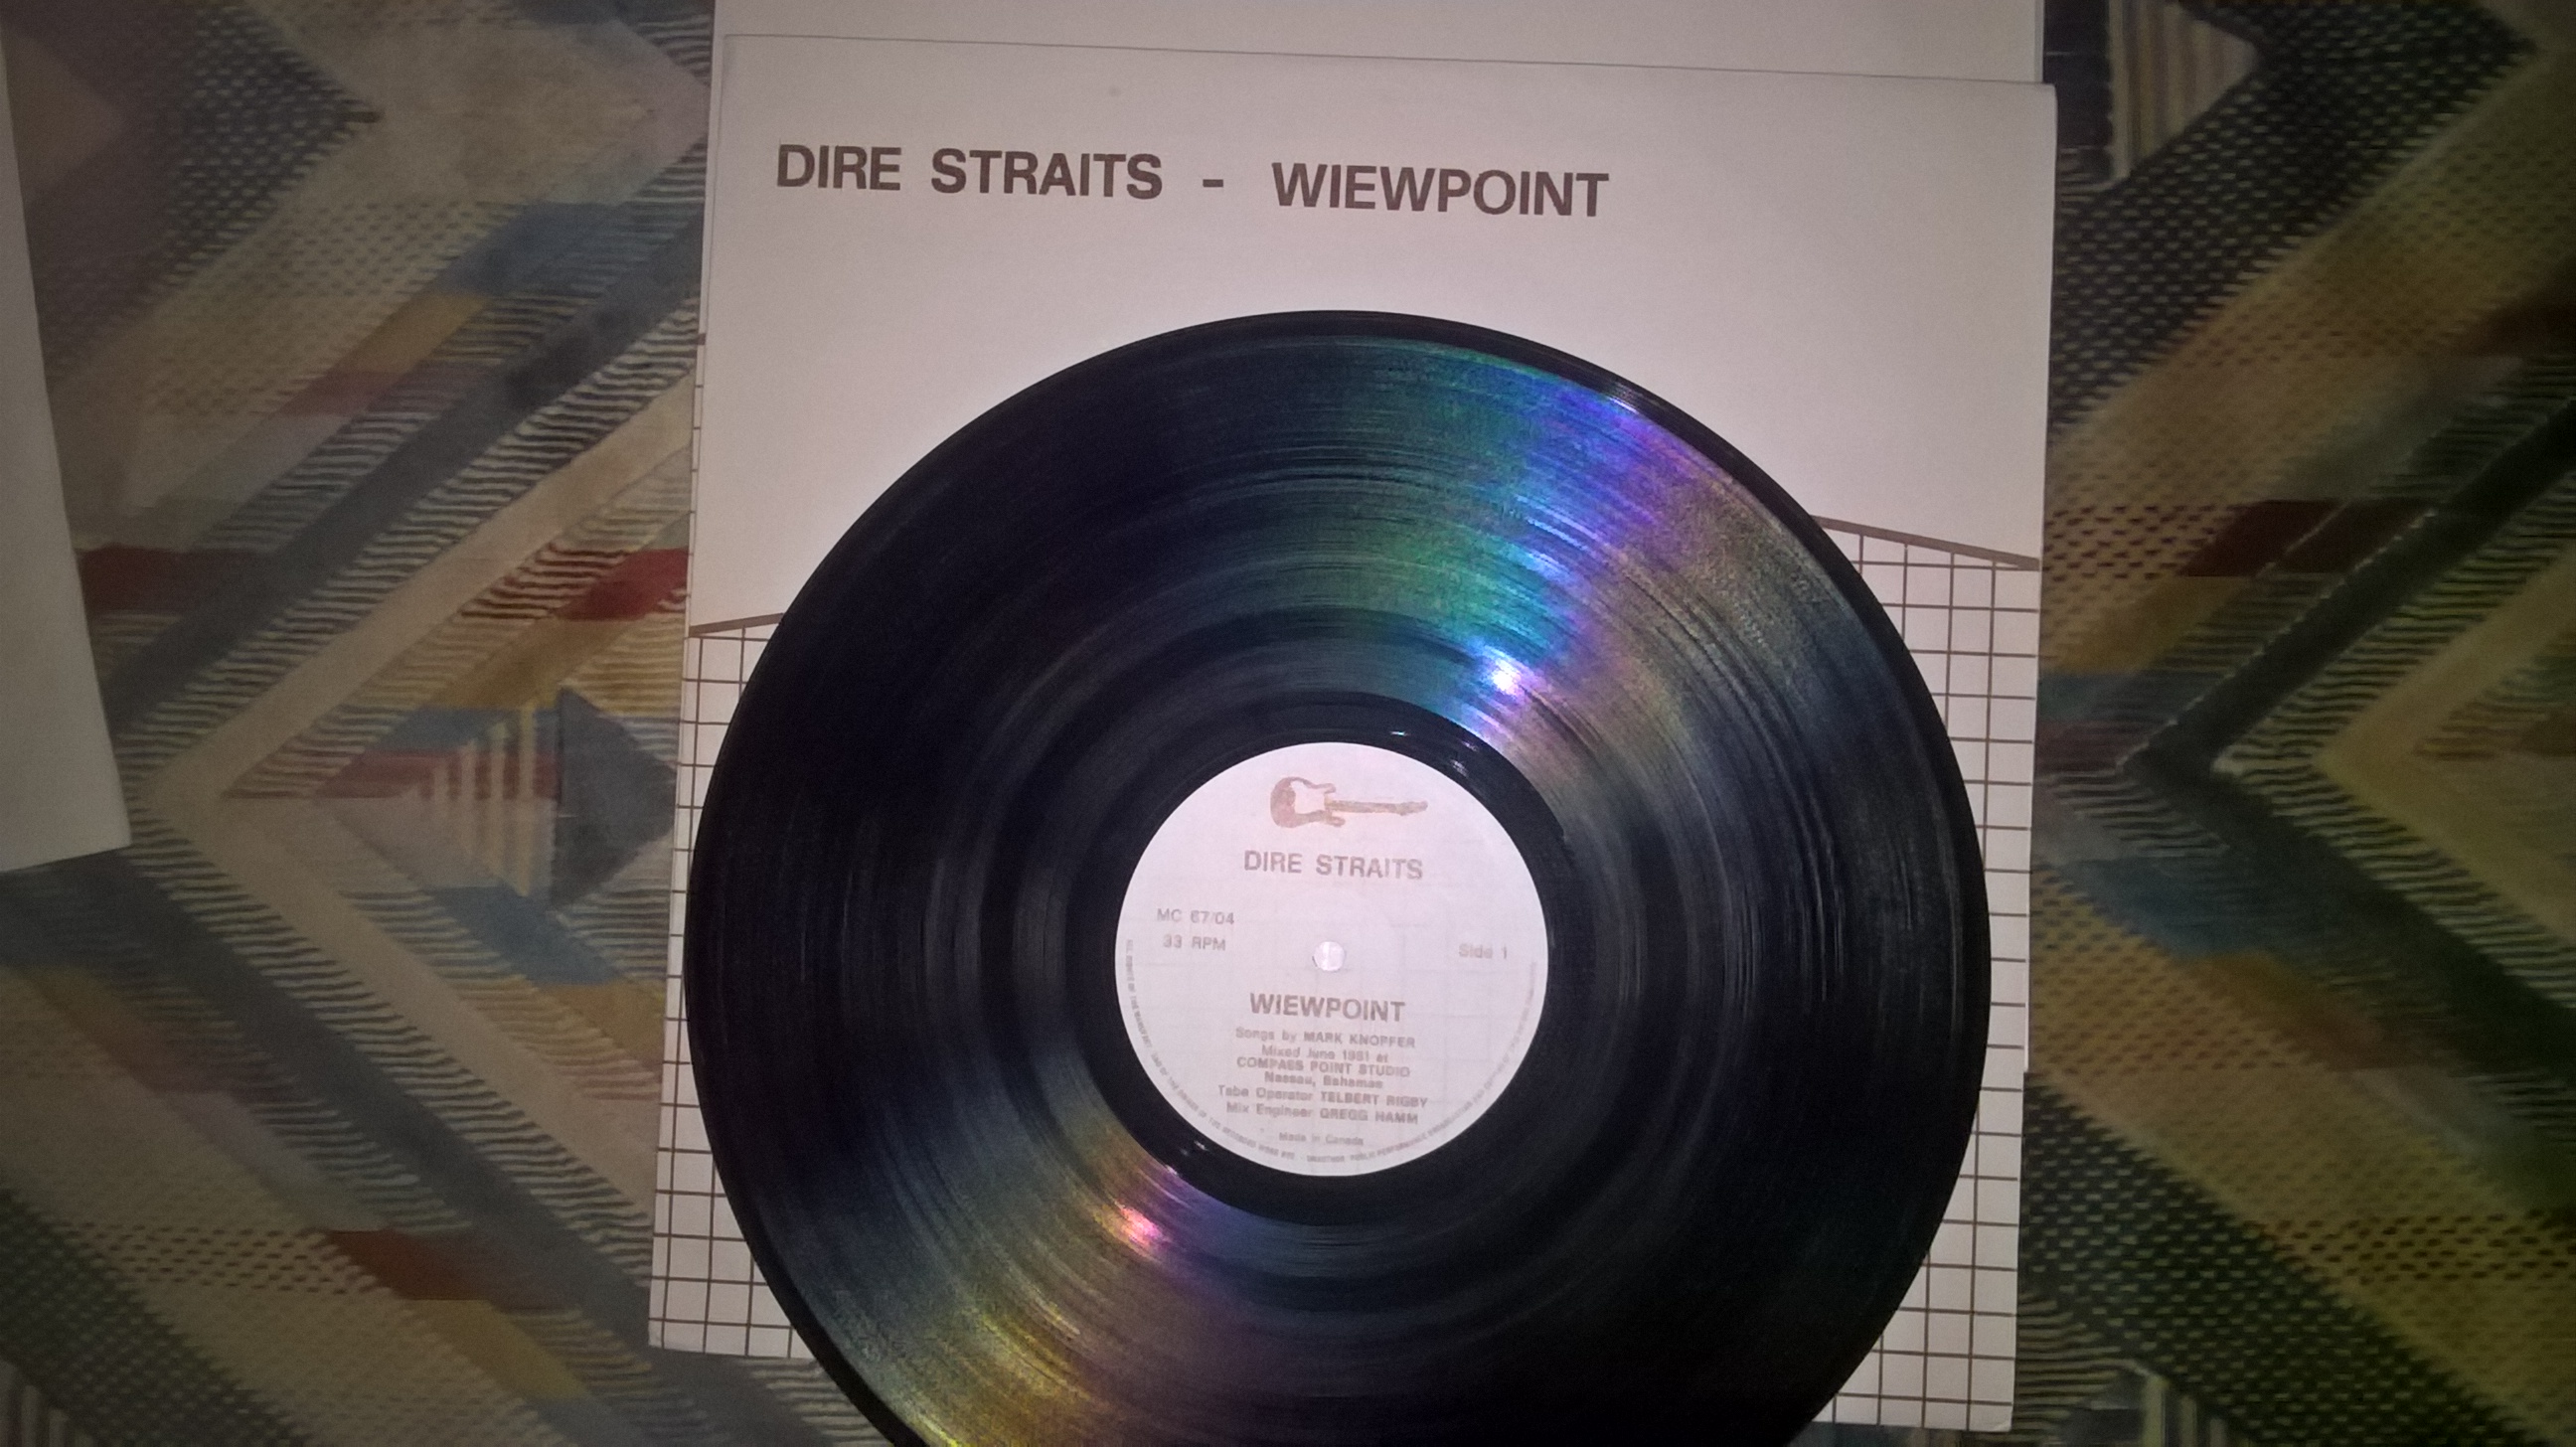 DIRE STRAITS - WIEWPOINT
DIRE STRAITS
MC 67/04
33 RPM
Side 1
WIEWPOINT
Songs by MARK KNOPFER
Mixed June 1981 at
COMPASS POINT STUDIO
Nassau, Bahamas
Tabe Operator TELBERT RIGBY
Mix Engineer GREGG HAMM
Made in Canada